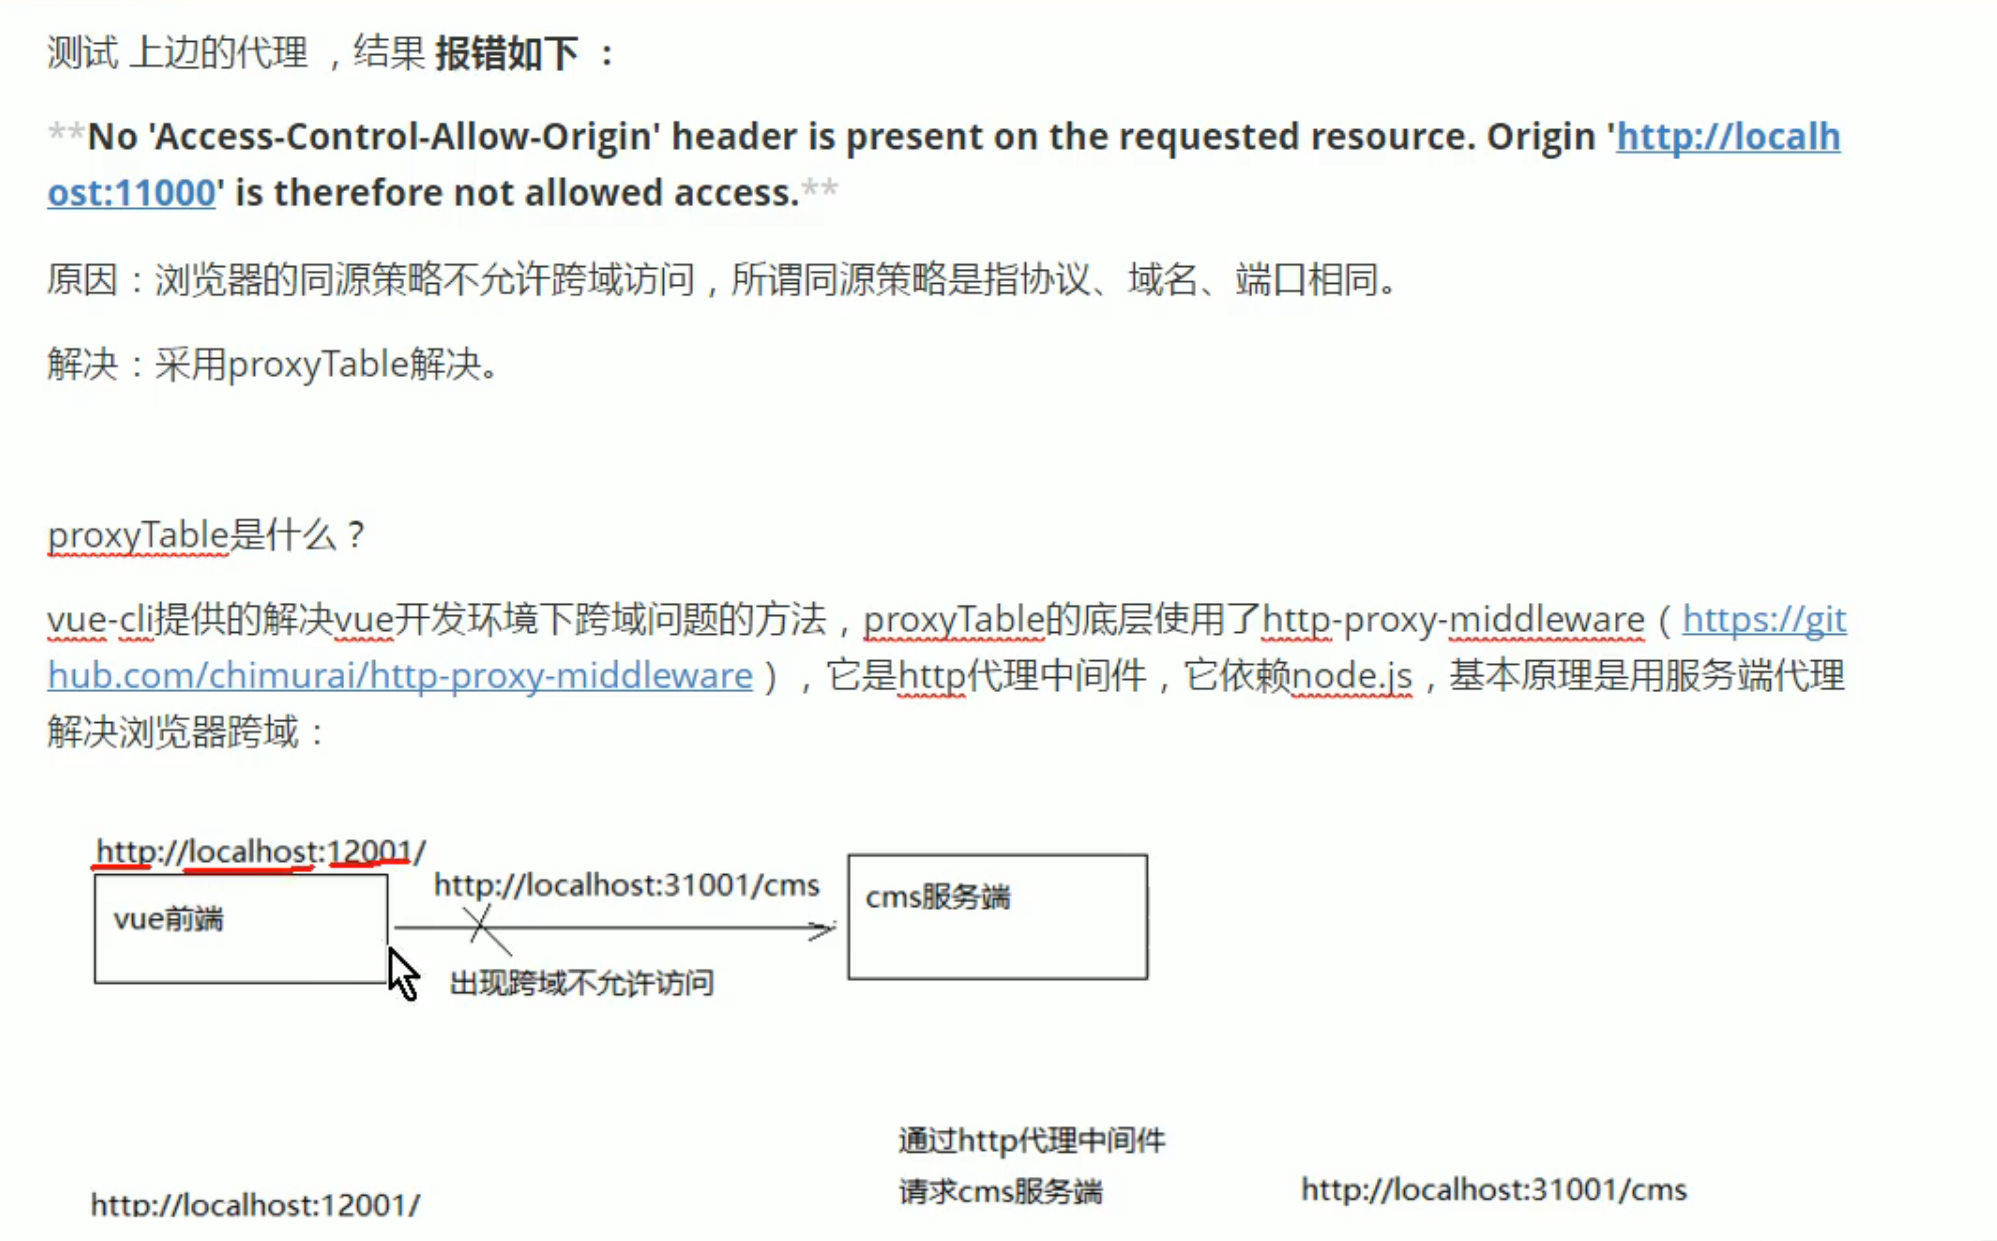 测试 上边的代理 ，结果 报错如下 ：
**No 'Access-Control-Allow-Origin' header is present on the requested resource. Origin 'http://localh
ost:11000' is therefore not allowed access.**
原因：浏览器的同源策略不允许跨域访问，所谓同源策略是指协议、域名、端口相同。
解决：采用proxyTable解决。
proxyTable是什么？
vue-cli提供的解决vue开发环境下跨域问题的方法，proxyTable的底层使用了http-proxy-middleware（https://git
hub.com/chimurai/http-proxy-middleware），它是http代理中间件，它依赖node.js，基本原理是用服务端代理
解决浏览器跨域：
http://localhost:12001/
http://localhost:31001/cms
vue前端
cms服务端
出现跨域不允许访问
通过http代理中间件
请求cms服务端
http://localhost:31001/cms
http://localhost:12001/